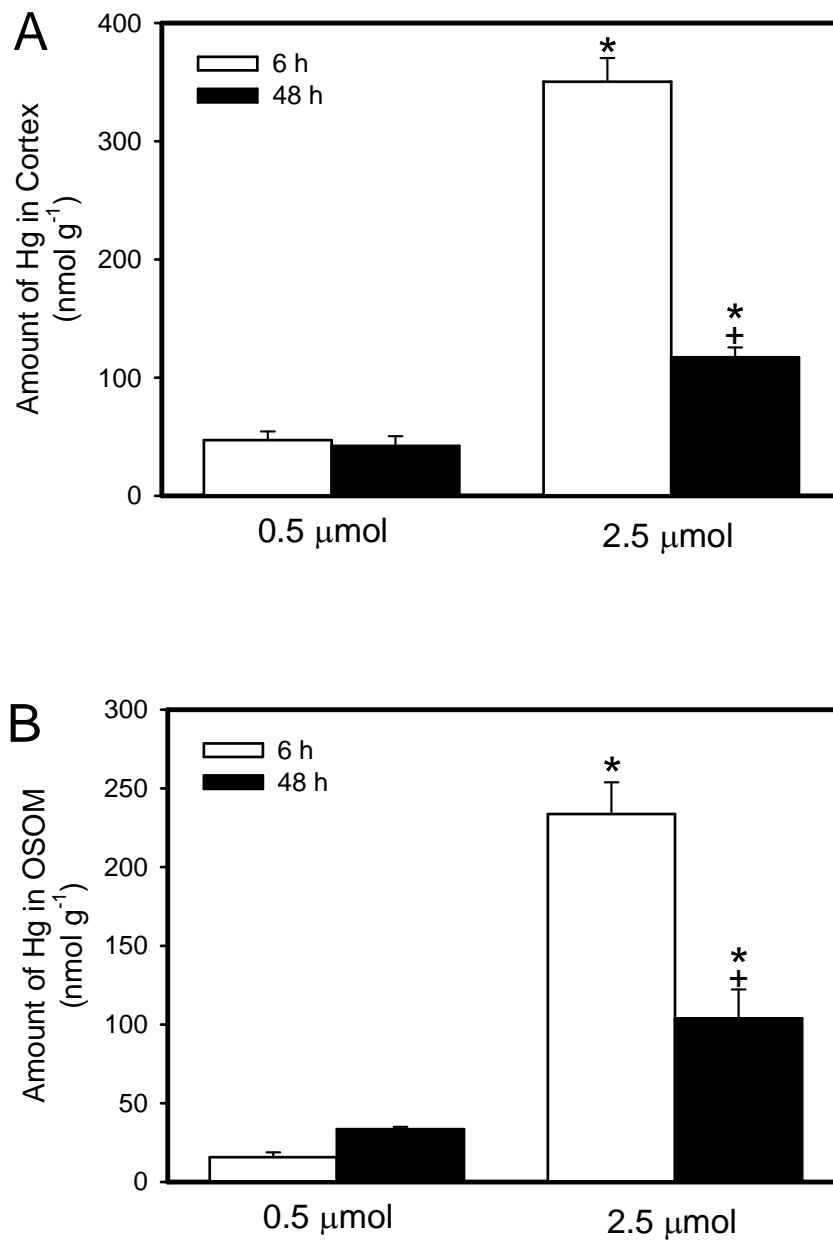 A
Amount of Hg in Cortex
(nmol g⁻¹)
400
300
200
100
0
6 h
48 h
*
*
+
0.5 μmol
2.5 μmol
B
Amount of Hg in OSOM
(nmol g⁻¹)
300
250
200
150
100
50
0
6 h
48 h
*
*
+
0.5 μmol
2.5 μmol